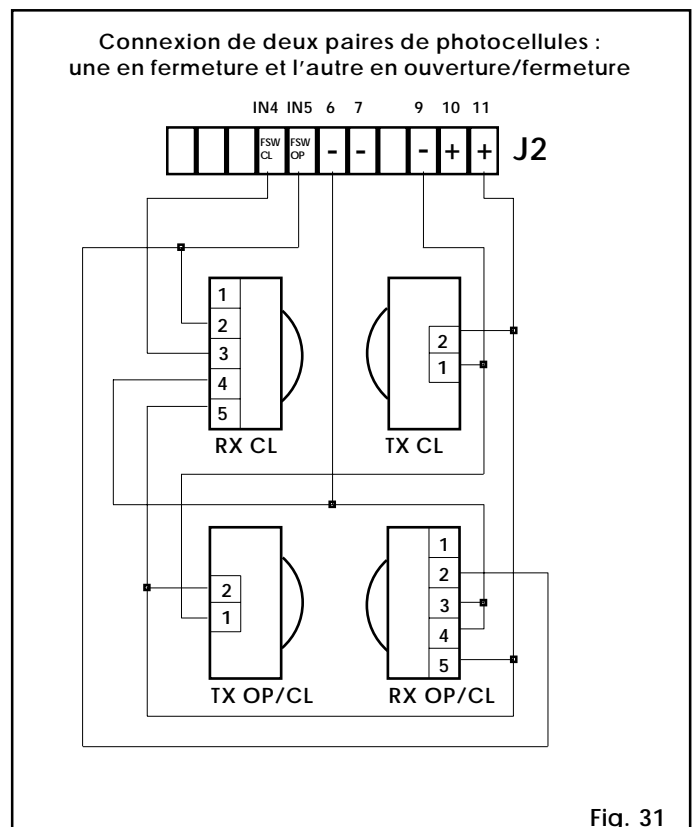 Connexion de deux paires de photocellules :
une en fermeture et l'autre en ouverture/fermeture
IN4 IN5 6 7 9 10 11
FSW CL
FSW OP
- - - + +
J2
1
2
3
4
5
RX CL
2
1
TX CL
2
1
TX OP/CL
1
2
3
4
5
RX OP/CL
Fig. 31